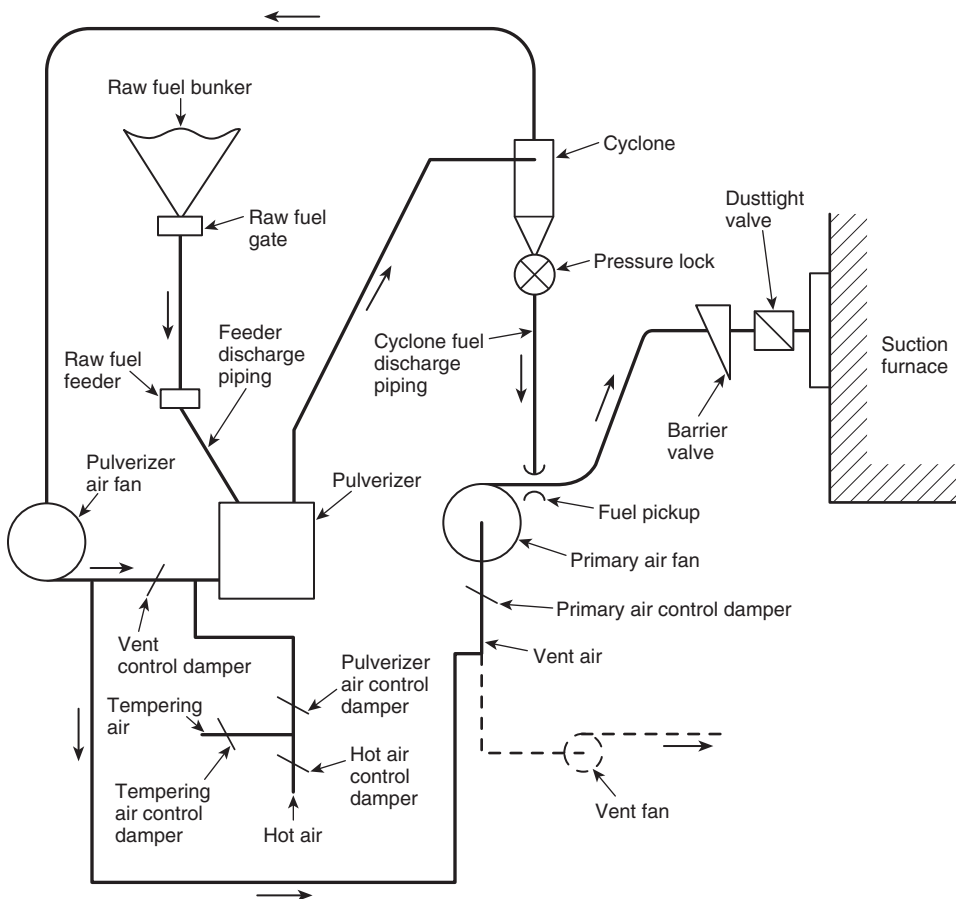 Raw fuel bunker
Cyclone
Dusttight
valve
Raw fuel
gate
Pressure lock
Feeder
discharge
piping
Cyclone fuel
discharge
piping
Suction
furnace
Raw fuel
feeder
Barrier
valve
Pulverizer
air fan
Pulverizer
Fuel pickup
Primary air fan
Primary air control damper
Vent
control damper
Vent air
Pulverizer
air control
damper
Tempering
air
Hot air
control
damper
Tempering
air control
damper
Hot air
Vent fan